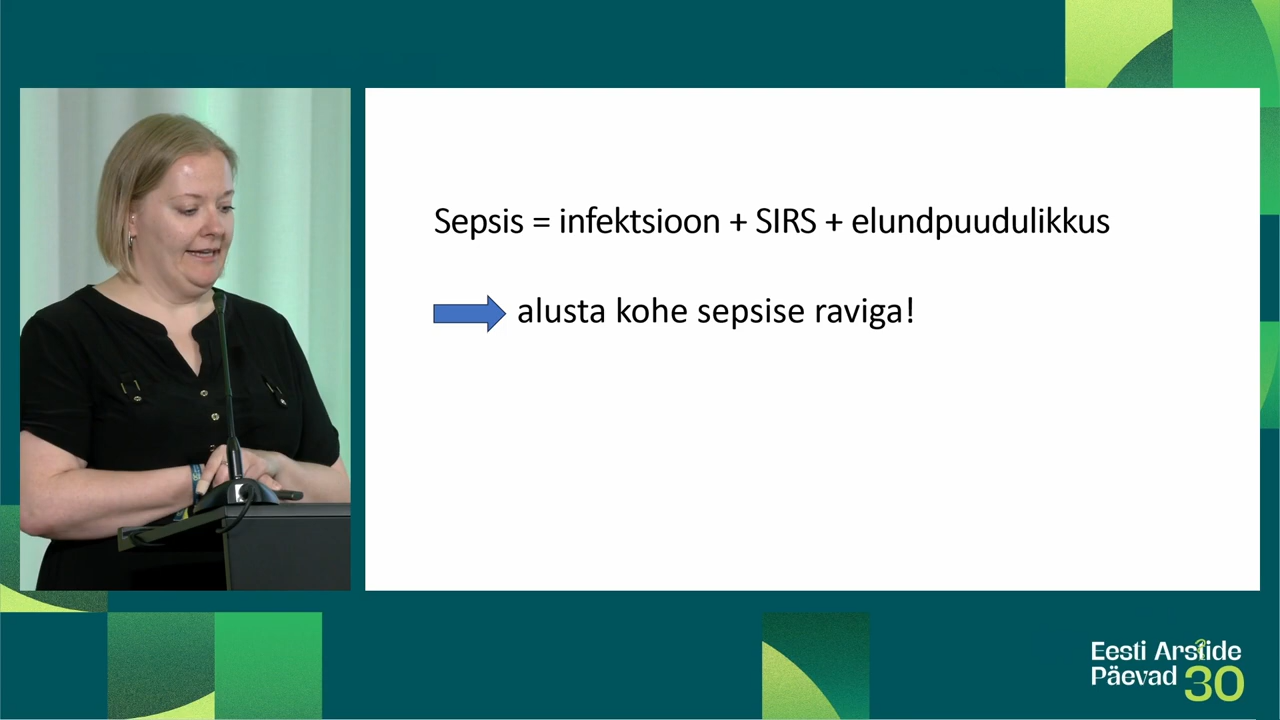 Sepsis = infektsioon + SIRS + elundpuudulikkus
alusta kohe sepsise raviga!
Eesti Arstide
Päevad 30